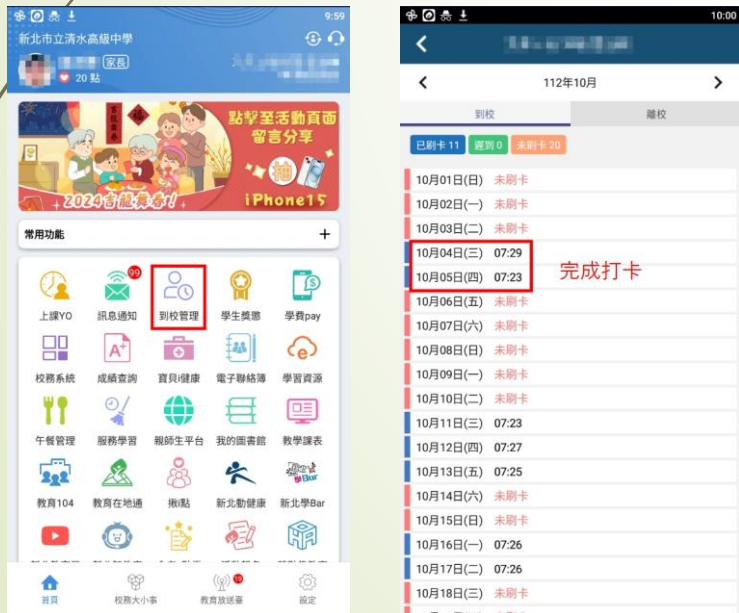 9:59
新北市立清水高級中學
家長
20 點
點擊至活動頁面
留言分享
抽
2024吉龍獎春!
iPhone15
常用功能
+
99
上課YO 訊息通知 到校管理 學生獎懲 學費pay
校務系統 成績查詢 寶貝i健康 電子聯絡簿 學習資源
午餐管理 服務學習 親師生平台 我的圖書館 教學課表
教育104 教育在地通 揪i點 新北動健康 新北學Bar
19
首頁 校務大小事 教育放送臺 設定
10:00
112年10月
到校 離校
已刷卡 11 遲到 0 未刷卡 20
10月01日(日) 未刷卡
10月02日(一) 未刷卡
10月03日(二) 未刷卡
10月04日(三) 07:29
10月05日(四) 07:23
完成打卡
10月06日(五) 未刷卡
10月07日(六) 未刷卡
10月08日(日) 未刷卡
10月09日(一) 未刷卡
10月10日(二) 未刷卡
10月11日(三) 07:23
10月12日(四) 07:27
10月13日(五) 07:25
10月14日(六) 未刷卡
10月15日(日) 未刷卡
10月16日(一) 07:26
10月17日(二) 07:26
10月18日(三) 未刷卡